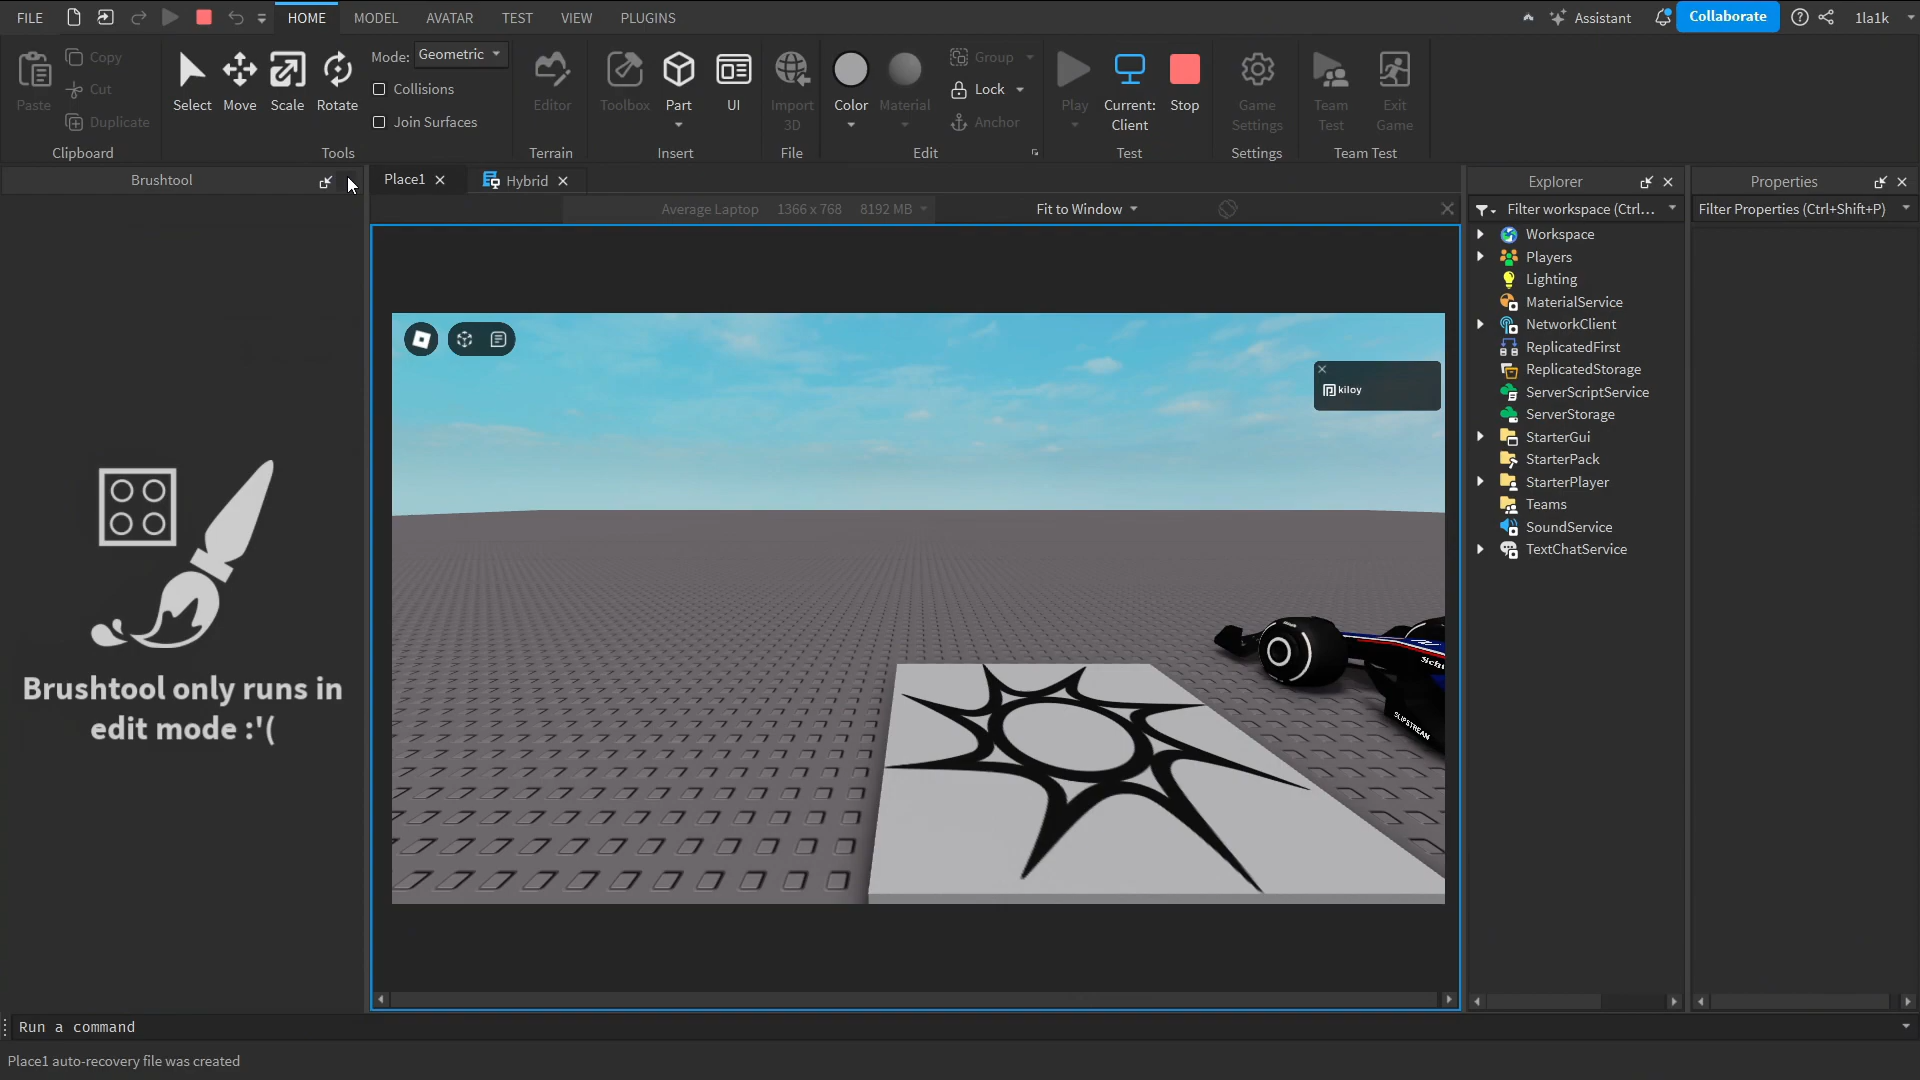 FILE HOME MODEL AVATAR TEST VIEW PLUGINS Assistant Collaborate 1la1k
Paste Copy Cut Duplicate Clipboard
Select Move Scale Rotate Mode: Geometric Collisions Join Surfaces Tools
Editor Terrain
Toolbox Part UI Insert
Import 3D File
Color Material Group Lock Anchor Edit
Play Current: Client Stop Test
Game Settings Settings
Team Test Exit Game Team Test
Brushtool
Place1 Hybrid
Average Laptop 1366 x 768 8192 MB Fit to Window
kiloy
SLIPSTREAM
Brushtool only runs in
edit mode :'(
Explorer
Filter workspace (Ctrl...
Workspace
Players
Lighting
MaterialService
NetworkClient
ReplicatedFirst
ReplicatedStorage
ServerScriptService
ServerStorage
StarterGui
StarterPack
StarterPlayer
Teams
SoundService
TextChatService
Properties
Filter Properties (Ctrl+Shift+P)
Run a command
Place1 auto-recovery file was created